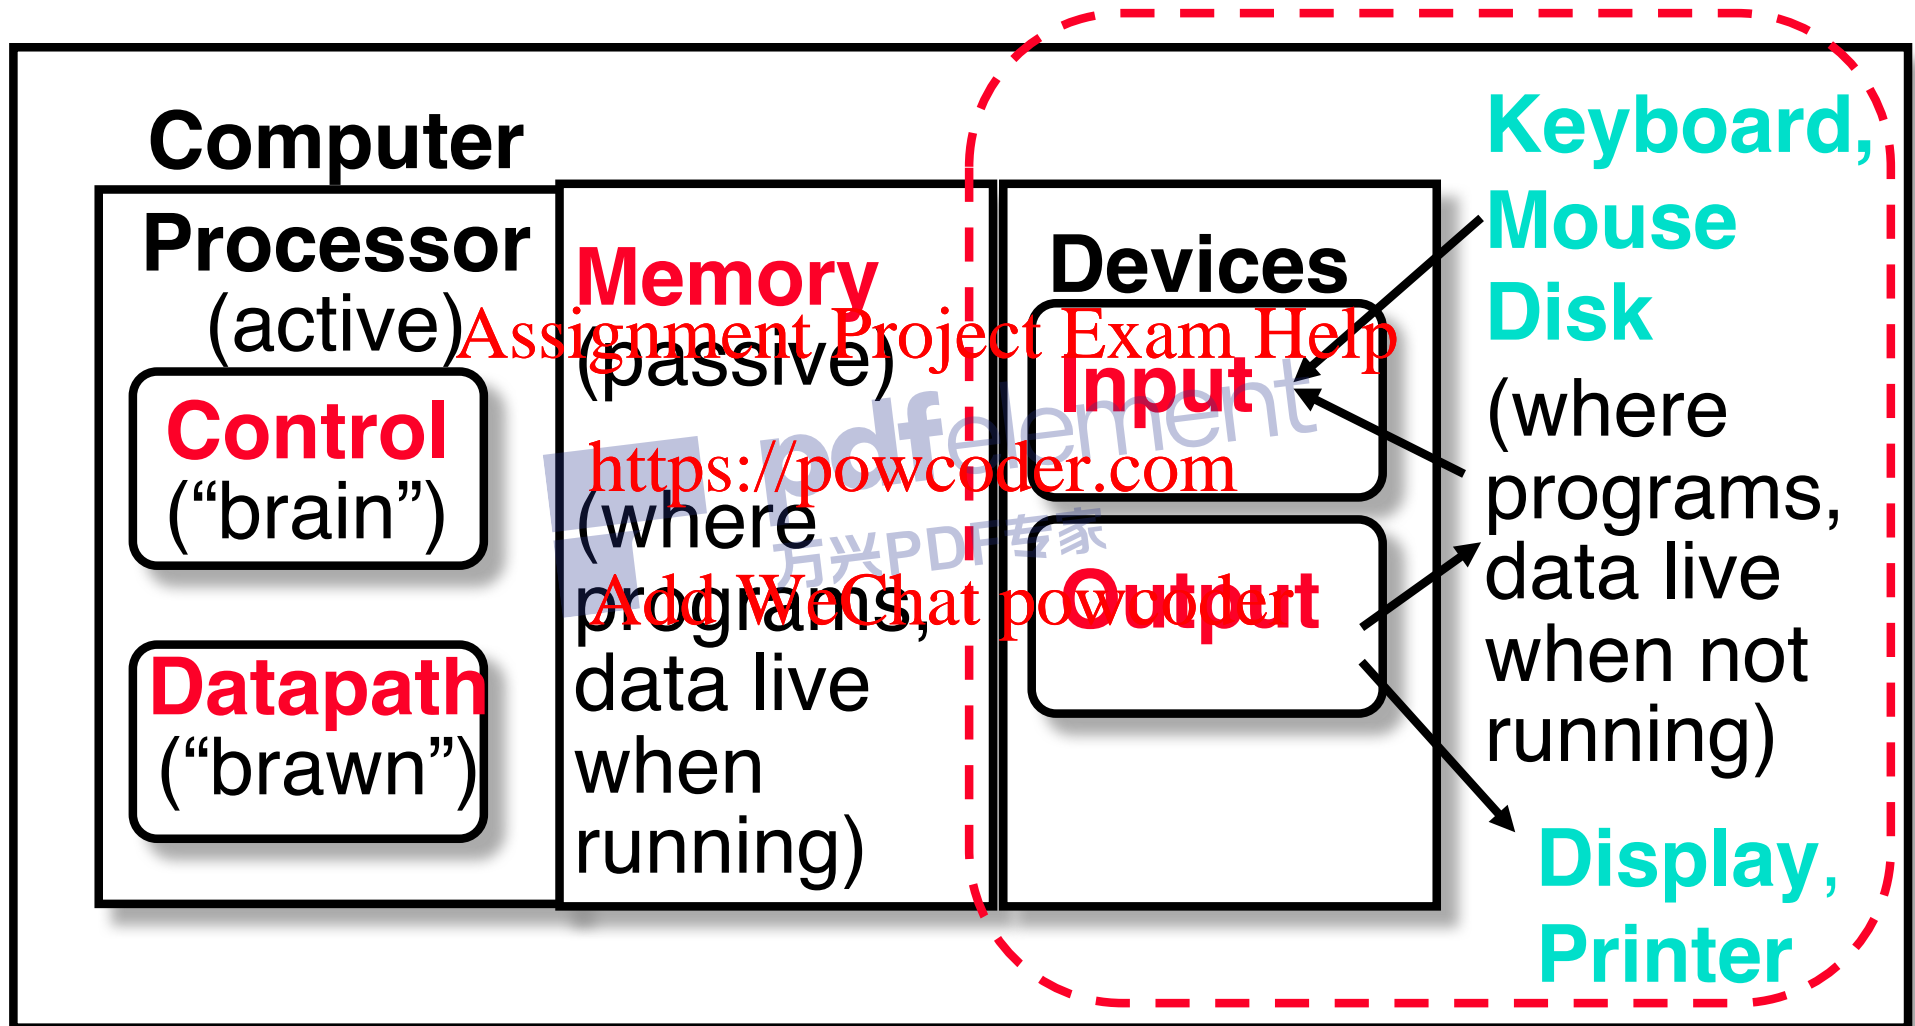 Computer
Processor
(active)
Control
(“brain”)
Datapath
(“brawn”)
Memory
(passive)
(where
programs,
data live
when
running)
Devices
Input
Output
Keyboard,
Mouse
Disk
(where
programs,
data live
when not
running)
Display,
Printer
Assignment Project Exam Help
https://powcoder.com
Add WeChat powcoder
pdfelement
万兴PDF专家